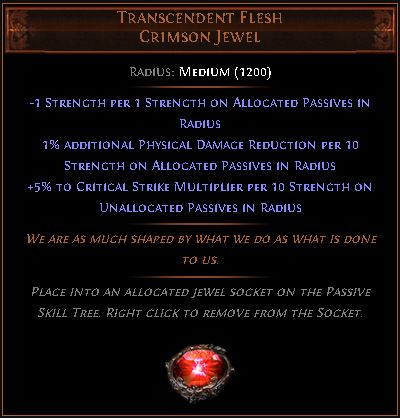 Transcendent Flesh
Crimson Jewel
Radius: Medium (1200)
-1 Strength per 1 Strength on Allocated Passives in
Radius
1% additional Physical Damage Reduction per 10
Strength on Allocated Passives in Radius
+5% to Critical Strike Multiplier per 10 Strength on
Unallocated Passives in Radius
We are as much shaped by what we do as what is done
to us.
Place into an allocated jewel socket on the Passive
Skill Tree. Right click to remove from the Socket.